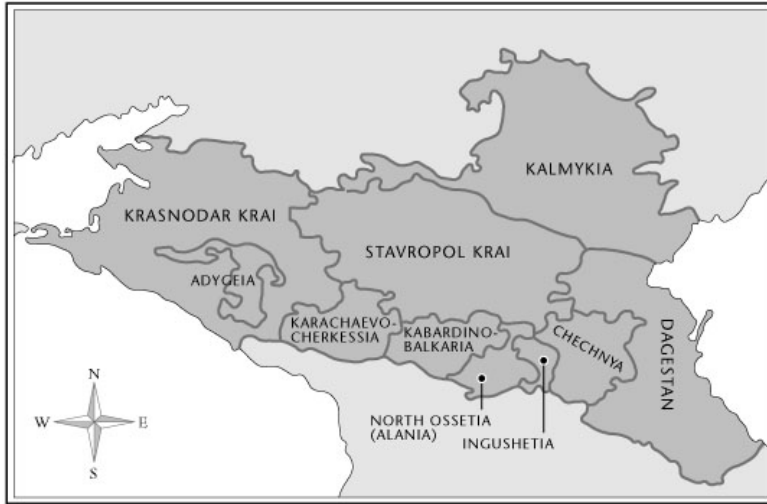 KALMYKIA
KRASNODAR KRAI
STAVROPOL KRAI
ADYGEIA
KARACHAEVO-
CHERKESSIA
KABARDINO-
BALKARIA
CHECHNYA
DAGESTAN
NORTH OSSETIA
(ALANIA)
INGUSHETIA
N
W
E
S